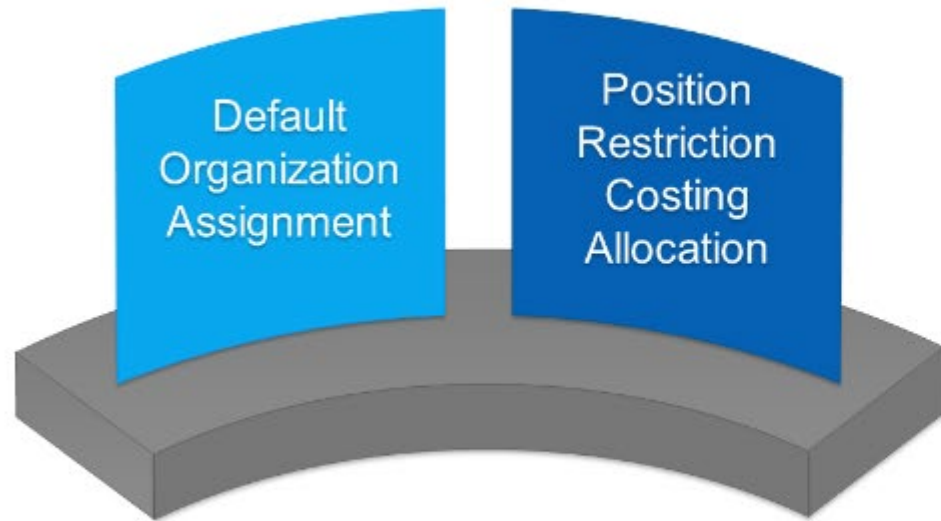 Default
Organization
Assignment
Position
Restriction
Costing
Allocation